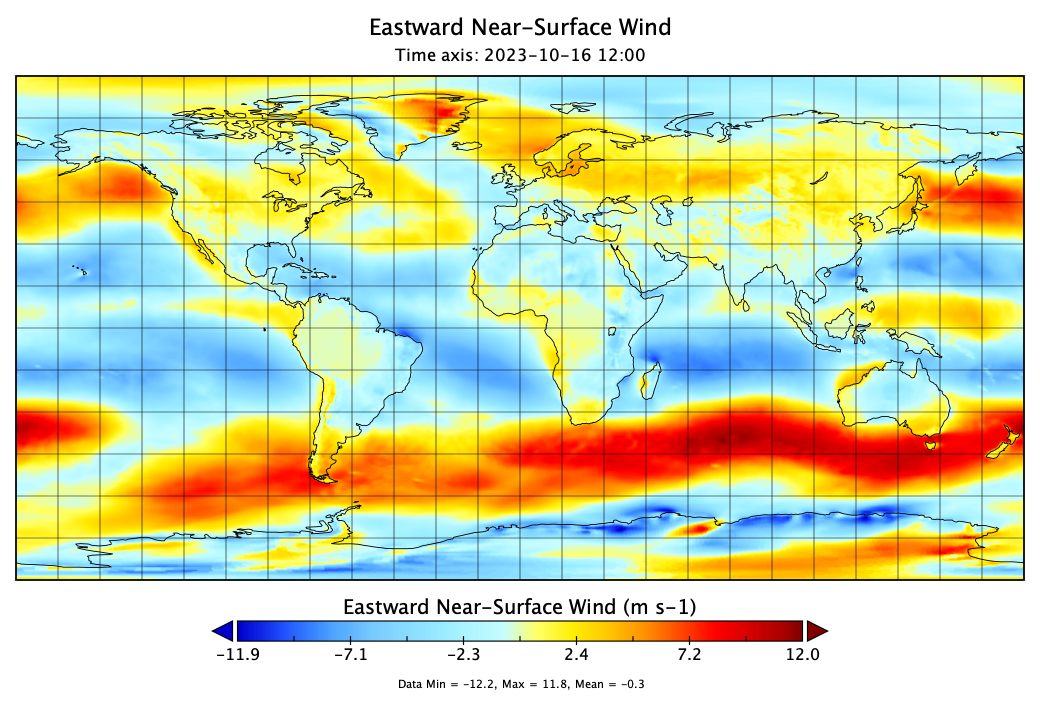 Eastward Near-Surface Wind
Time axis: 2023-10-16 12:00
Eastward Near-Surface Wind (m s-1)
-11.9 -7.1 -2.3 2.4 7.2 12.0
Data Min = -12.2, Max = 11.8, Mean = -0.3